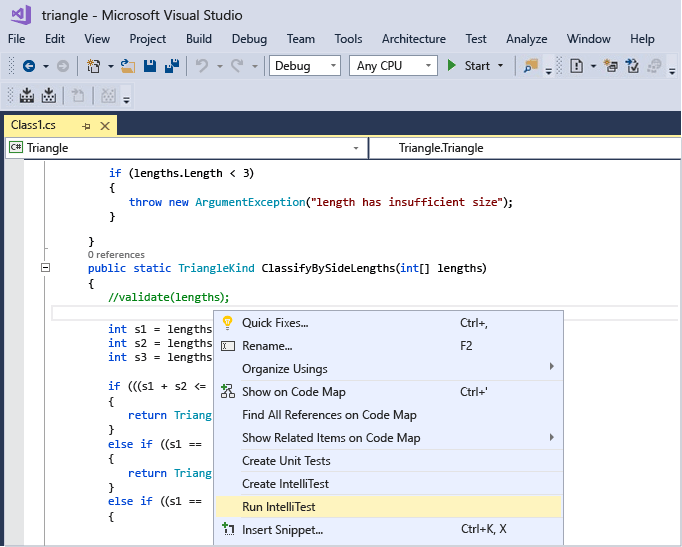 triangle - Microsoft Visual Studio
File Edit View Project Build Debug Team Tools Architecture Test Analyze Window Help
Debug Any CPU Start
Class1.cs
C# Triangle Triangle.Triangle
if (lengths.Length < 3)
{
throw new ArgumentException("length has insufficient size");
}
}
0 references
public static TriangleKind ClassifyBySideLengths(int[] lengths)
{
//validate(lengths);
int s1 = lengths
int s2 = lengths
int s3 = lengths
if (((s1 + s2 <=
{
return Triang
}
else if ((s1 ==
{
return Triang
}
else if ((s1 ==
{
Quick Fixes... Ctrl+,
Rename... F2
Organize Usings
Show on Code Map Ctrl+'
Find All References on Code Map
Show Related Items on Code Map
Create Unit Tests
Create IntelliTest
Run IntelliTest
Insert Snippet... Ctrl+K, X